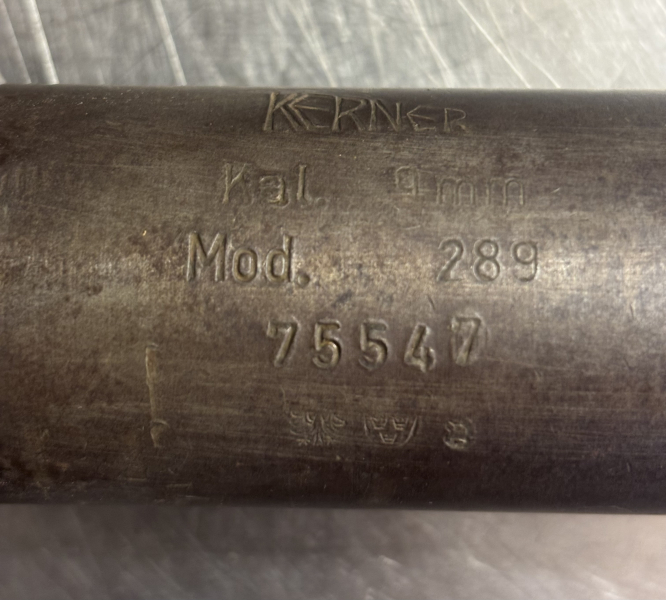 KERNER
Kal. 9mm
Mod. 289
75547